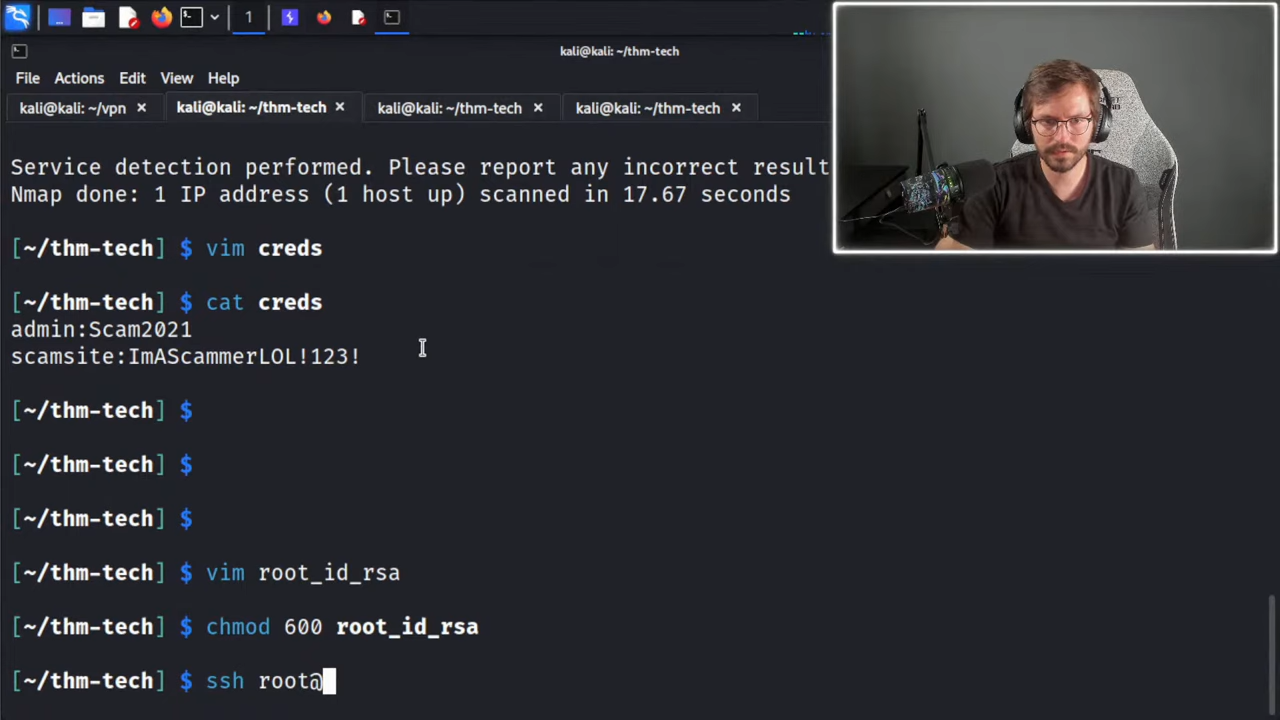 1
kali@kali: ~/thm-tech
File Actions Edit View Help
kali@kali: ~/vpn kali@kali: ~/thm-tech kali@kali: ~/thm-tech kali@kali: ~/thm-tech
Service detection performed. Please report any incorrect result
Nmap done: 1 IP address (1 host up) scanned in 17.67 seconds
[~/thm-tech] $ vim creds
[~/thm-tech] $ cat creds
admin:Scam2021
scamsite:ImAScammerLOL!123!
[~/thm-tech] $
[~/thm-tech] $
[~/thm-tech] $
[~/thm-tech] $ vim root_id_rsa
[~/thm-tech] $ chmod 600 root_id_rsa
[~/thm-tech] $ ssh root@